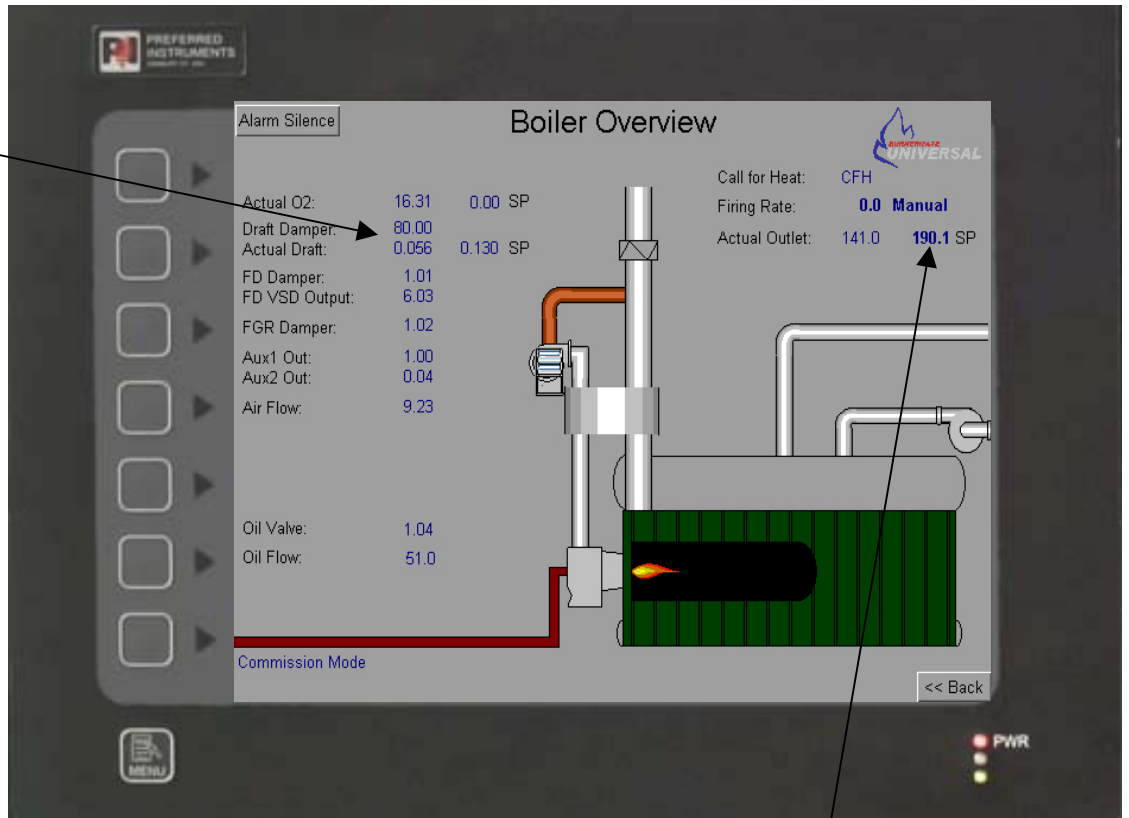 PREFERRED
INSTRUMENTS
Alarm Silence
Boiler Overview
BURNERMATE
UNIVERSAL
Call for Heat: CFH
Firing Rate: 0.0 Manual
Actual Outlet: 141.0 190.1 SP
Actual O2: 16.31 0.00 SP
Draft Damper: 80.00
Actual Draft: 0.056 0.130 SP
FD Damper: 1.01
FD VSD Output: 6.03
FGR Damper: 1.02
Aux1 Out: 1.00
Aux2 Out: 0.04
Air Flow: 9.23
Oil Valve: 1.04
Oil Flow: 51.0
Commission Mode
<< Back
MENU
PWR